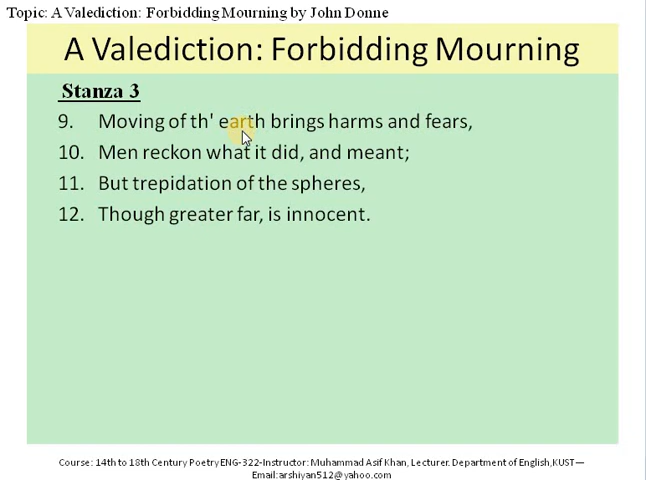 Topic: A Valediction: Forbidding Mourning by John Donne
A Valediction: Forbidding Mourning
Stanza 3
9. Moving of th' earth brings harms and fears,
10. Men reckon what it did, and meant;
11. But trepidation of the spheres,
12. Though greater far, is innocent.
Course: 14th to 18th Century Poetry ENG-322-Instructor: Muhammad Asif Khan, Lecturer. Department of English,KUST—
Email:arshiyan512@yahoo.com